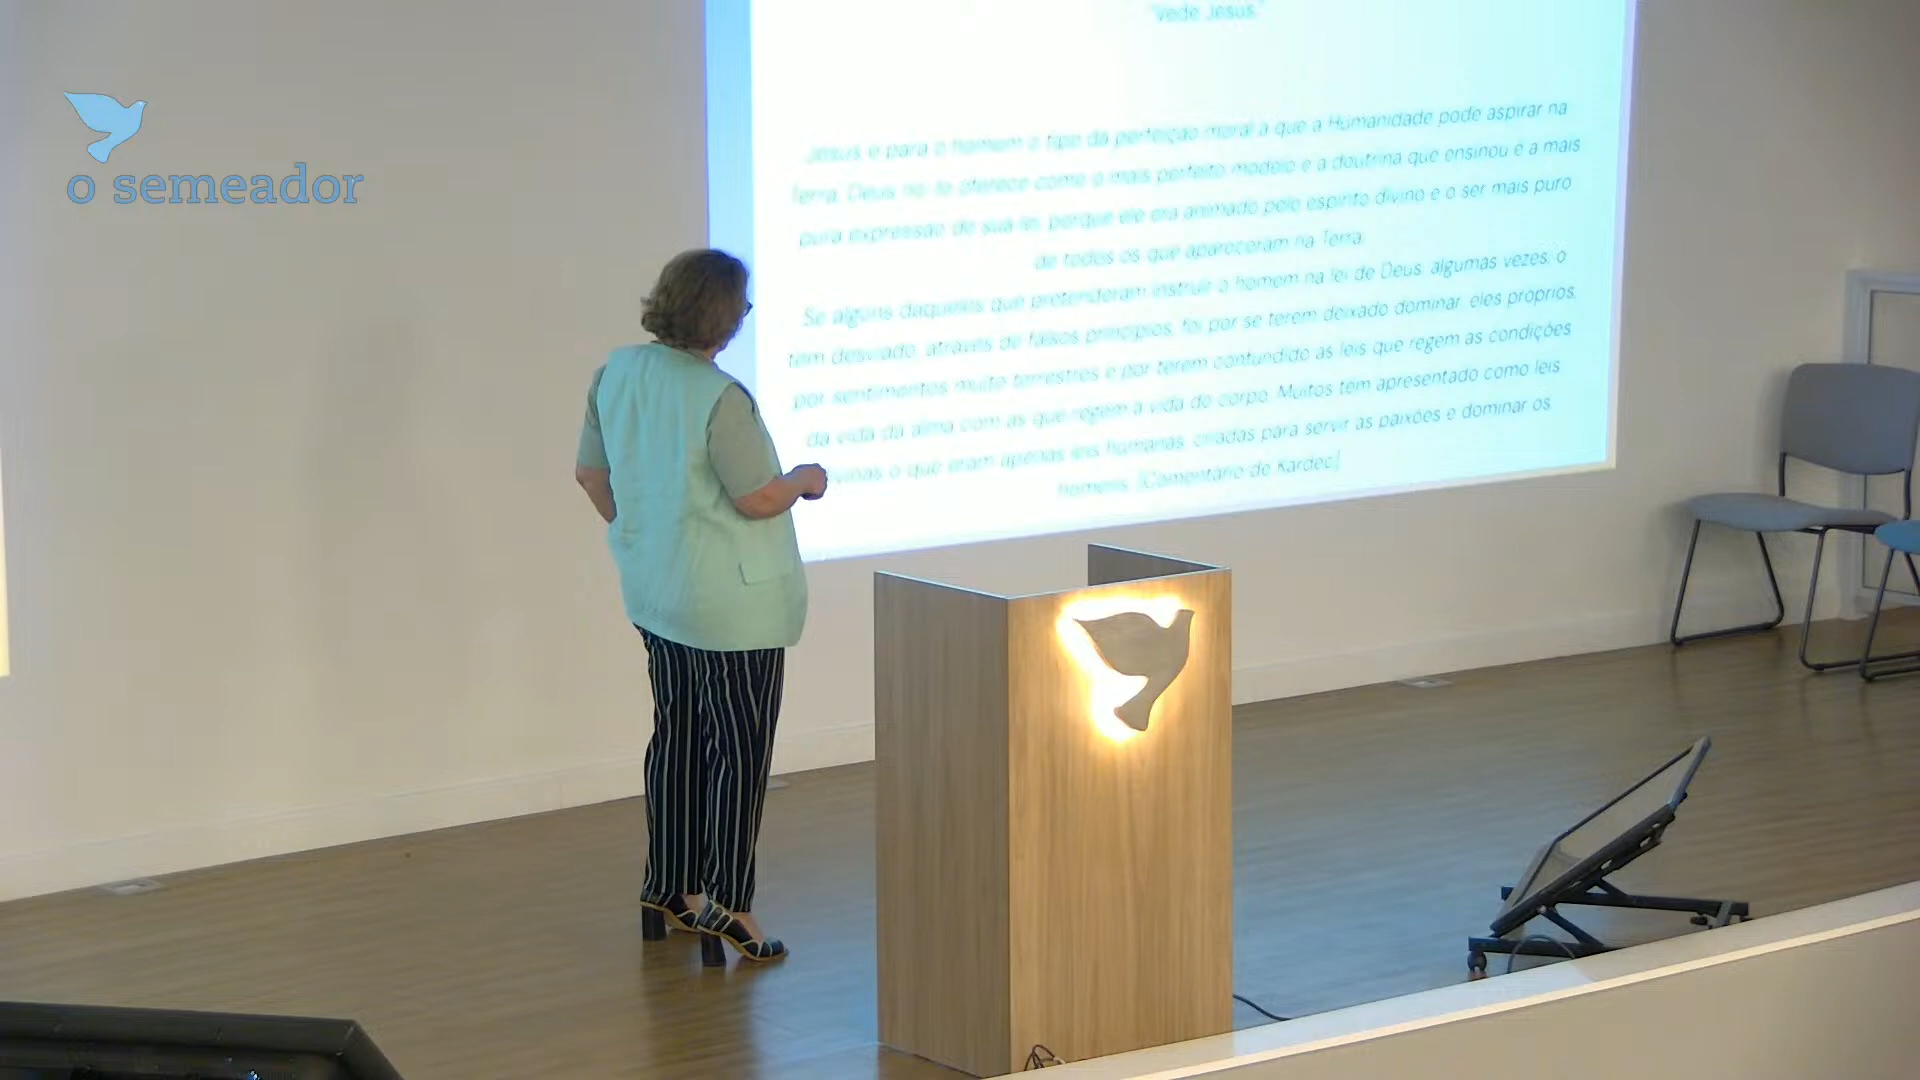 "Vede Jesus."
o semeador
Jesus é para o homem o tipo da perfeição moral a que a Humanidade pode aspirar na
Terra. Deus no-lo oferece como o mais perfeito modelo e a doutrina que ensinou é a mais
pura expressão de sua lei, porque ele era animado pelo espírito divino e o ser mais puro
de todos os que apareceram na Terra.
Se alguns daqueles que pretenderam instruir o homem na lei de Deus, algumas vezes, o
têm desviado, através de falsos princípios, foi por se terem deixado dominar, eles próprios,
por sentimentos muito terrestres e por terem confundido as leis que regem as condições
da vida da alma com as que regem a vida do corpo. Muitos têm apresentado como leis
vinas o que eram apenas leis humanas, criadas para servir às paixões e dominar os
homens. [Comentário de Kardec]